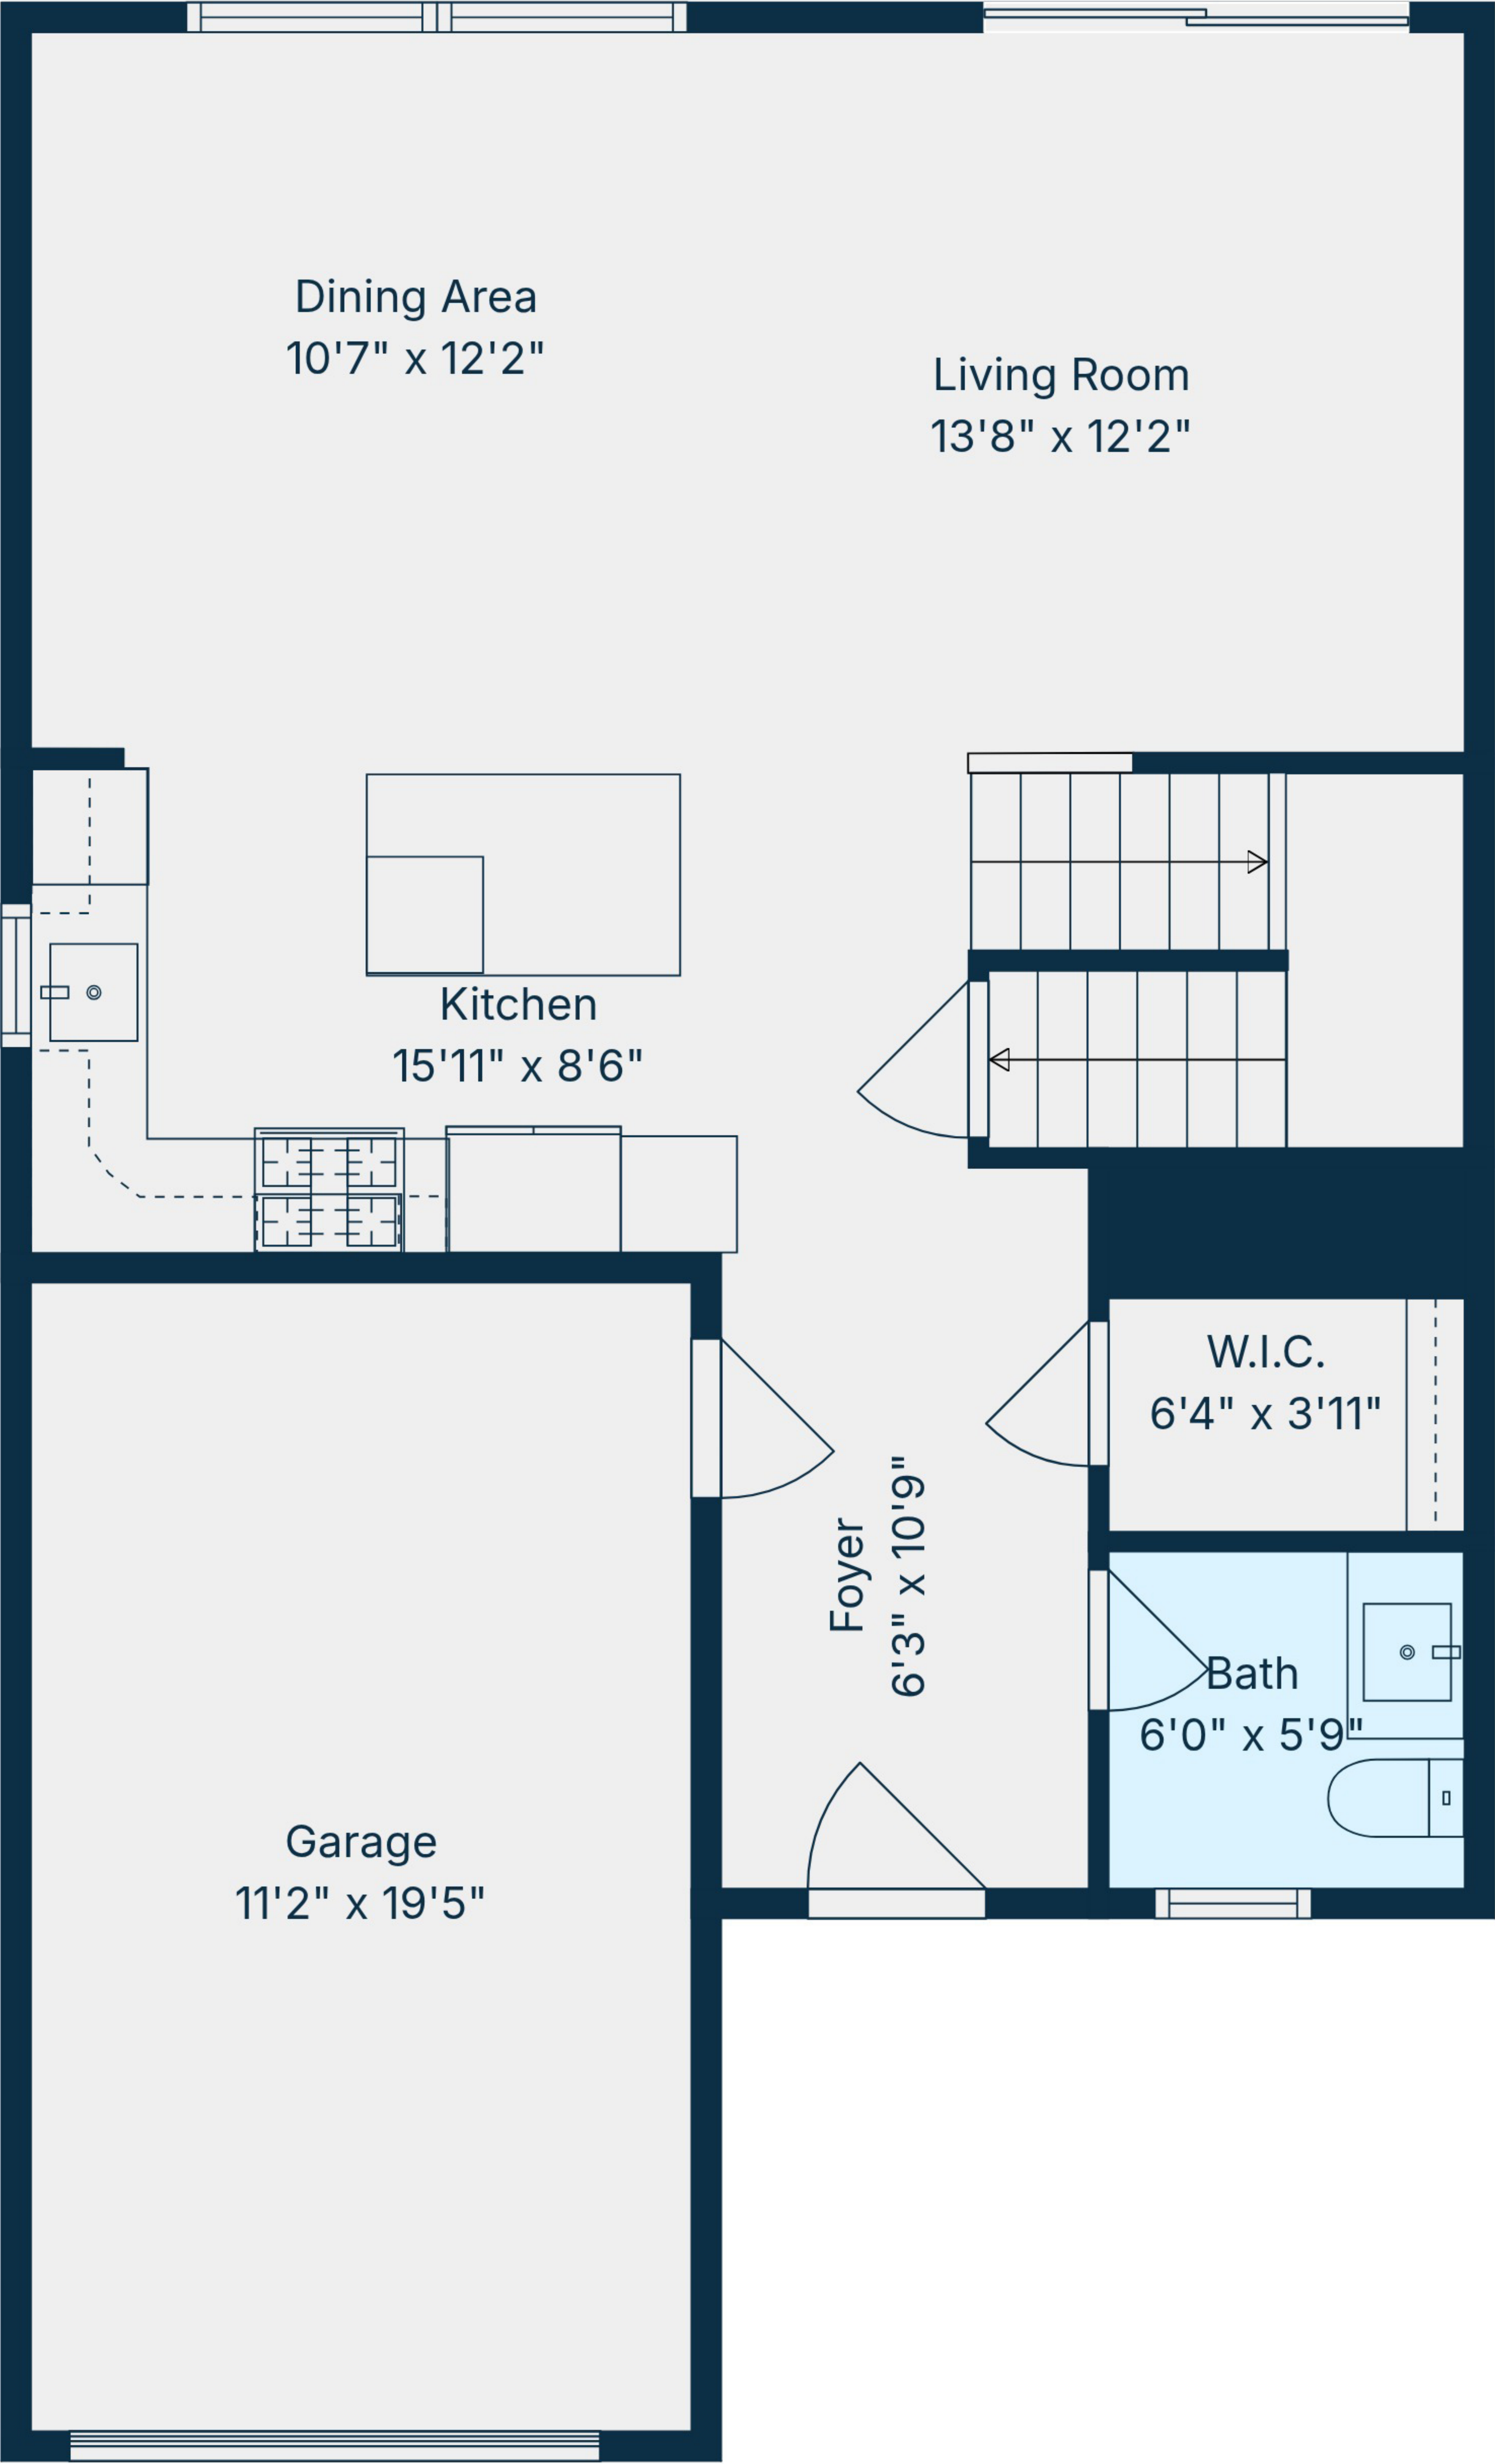 Dining Area
10'7" x 12'2"
Living Room
13'8" x 12'2"
Kitchen
15'11" x 8'6"
W.I.C.
6'4" x 3'11"
Foyer
6'3" x 10'9"
Bath
6'0" x 5'9"
Garage
11'2" x 19'5"